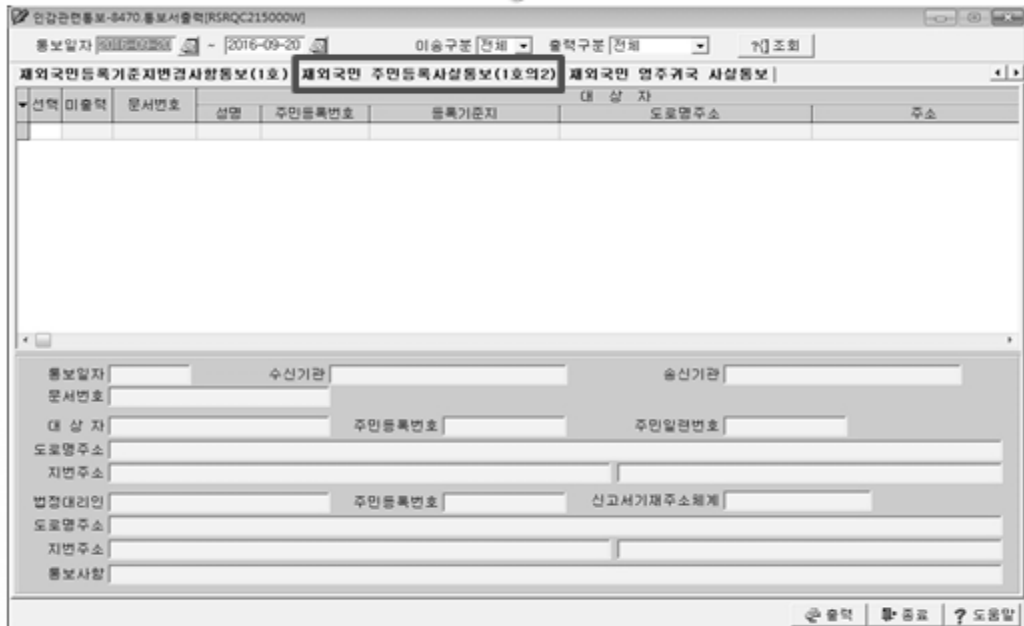 인감관련통보-8470.통보서출력[RSRQC215000W]
통보일자 2016-09-20 ~ 2016-09-20 이송구분 전체 출력구분 전체 조회
재외국민등록기준지변경사항통보(1호) 재외국민 주민등록사실통보(1호의2) 재외국민 영주귀국 사실통보
선택 미출력 문서번호 대 상 자
성명 주민등록번호 등록기준지 도로명주소 주소
통보일자 수신기관 송신기관
문서번호
대 상 자 주민등록번호 주민일련번호
도로명주소
지번주소
법정대리인 주민등록번호 신고서기재주소체계
도로명주소
지번주소
통보사항
출력 종료 ? 도움말